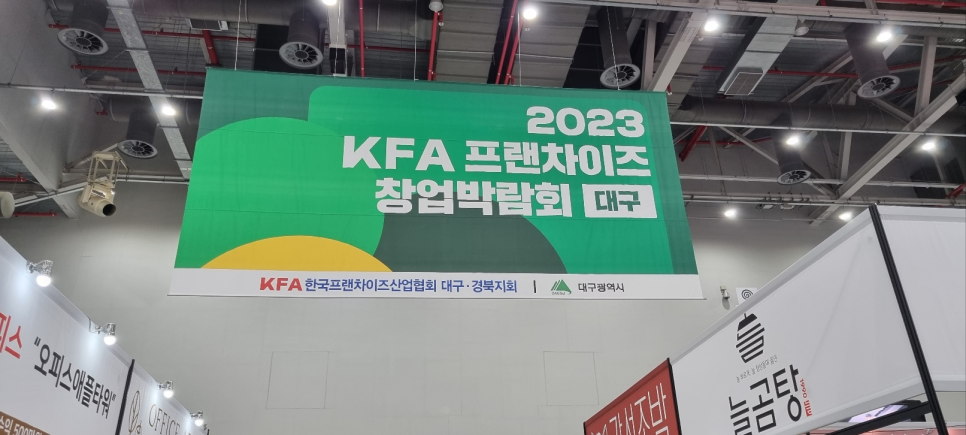 2023
KFA 프랜차이즈
창업박람회 대구
KFA 한국프랜차이즈산업협회 대구·경북지회 | 대구광역시
"오피스애플타워"
OFFICE
늘곰탕